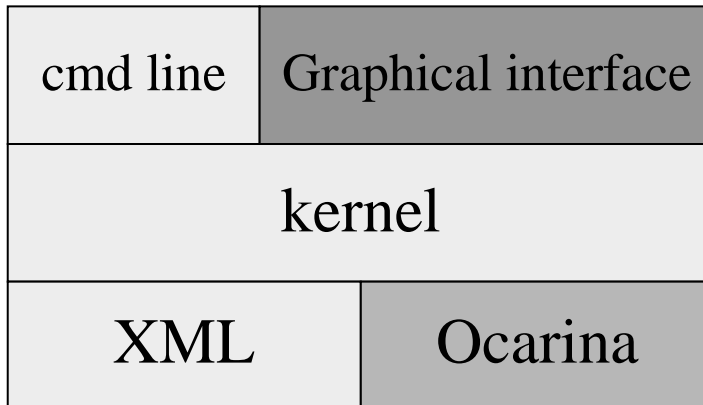 cmd line
Graphical interface
kernel
XML
Ocarina